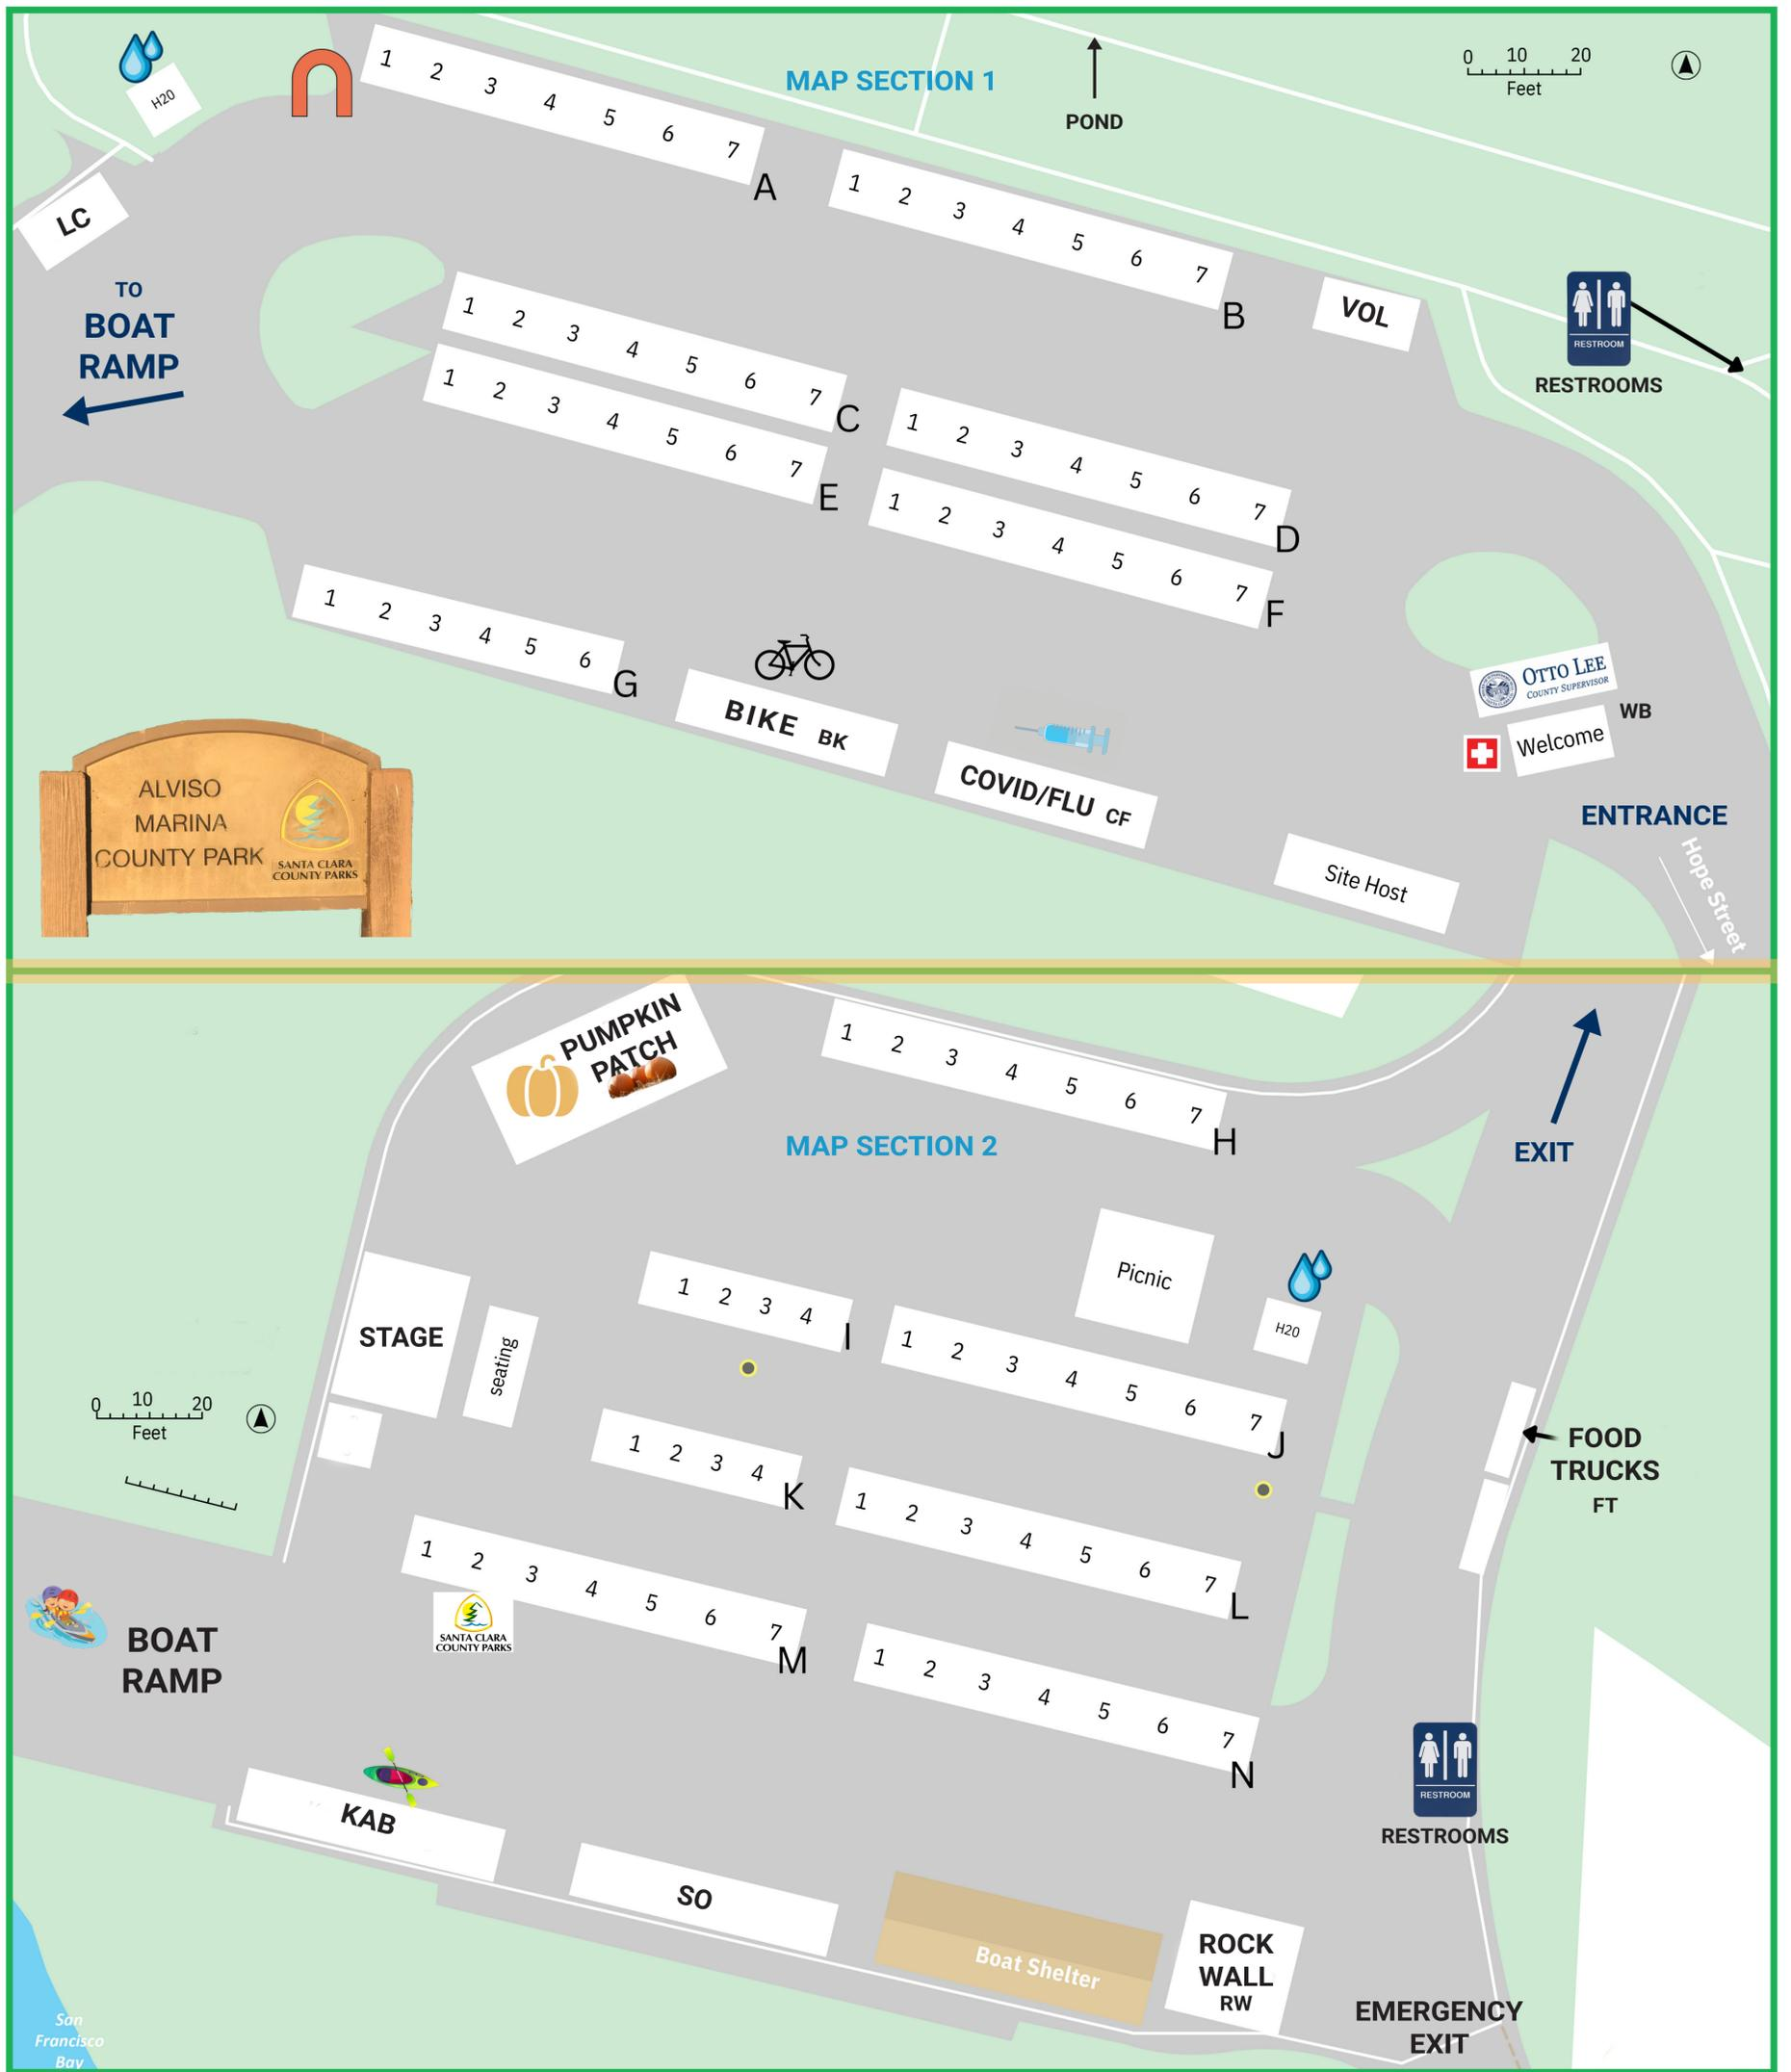 MAP SECTION 1
POND
0 10 20
Feet
H20
1 2 3 4 5 6 7
A
1 2 3 4 5 6 7
B
LC
VOL
RESTROOM
RESTROOMS
TO
BOAT
RAMP
1 2 3 4 5 6 7
C
1 2 3 4 5 6 7
E
1 2 3 4 5 6 7
D
1 2 3 4 5 6 7
F
1 2 3 4 5 6
G
BIKE BK
COVID/FLU CF
OTTO LEE
COUNTY SUPERVISOR
WB
Welcome
ENTRANCE
Hope Street
Site Host
ALVISO
MARINA
COUNTY PARK
SANTA CLARA
COUNTY PARKS
PUMPKIN
PATCH
1 2 3 4 5 6 7
H
MAP SECTION 2
EXIT
Picnic
H20
STAGE
seating
1 2 3 4
I
1 2 3 4 5 6 7
J
0 10 20
Feet
1 2 3 4
K
1 2 3 4 5 6 7
L
FOOD
TRUCKS
FT
1 2 3 4 5 6 7
M
SANTA CLARA
COUNTY PARKS
BOAT
RAMP
1 2 3 4 5 6 7
N
RESTROOM
RESTROOMS
KAB
SO
Boat Shelter
ROCK
WALL
RW
EMERGENCY
EXIT
San
Francisco
Bay